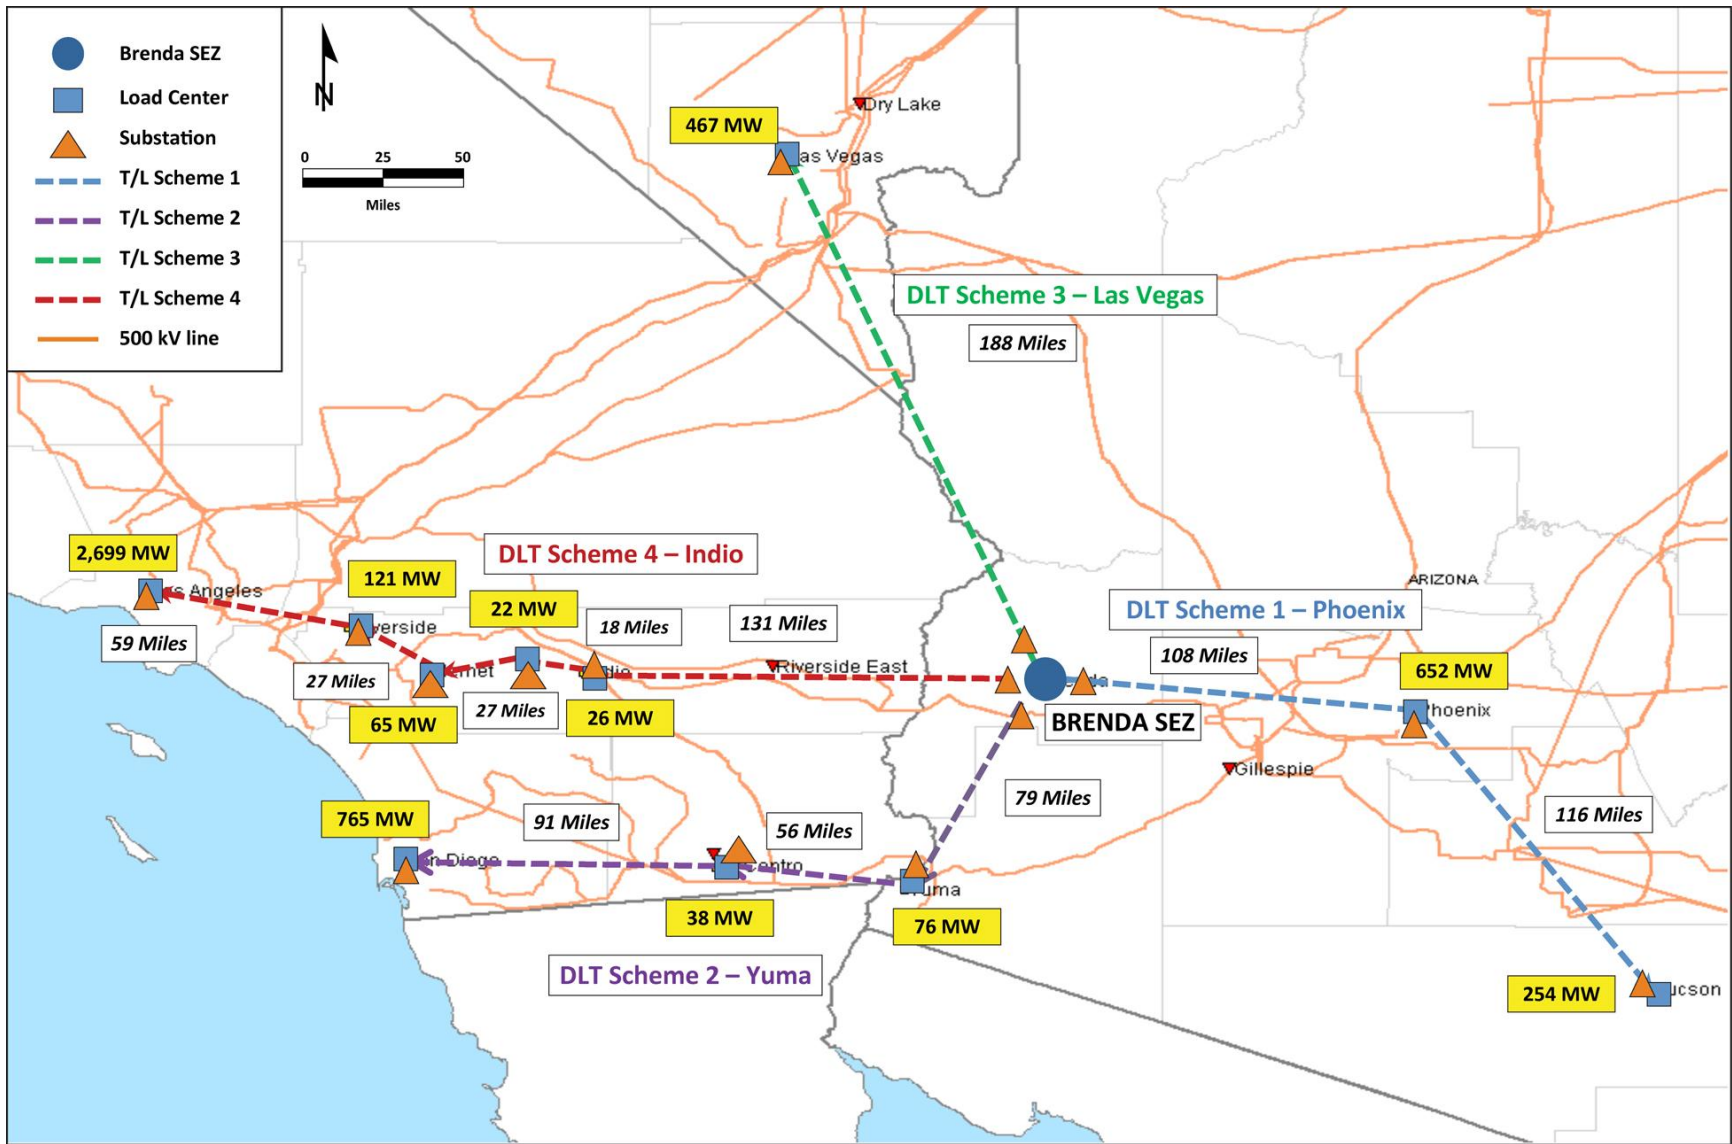 Brenda SEZ
Load Center
Substation
T/L Scheme 1
T/L Scheme 2
T/L Scheme 3
T/L Scheme 4
500 kV line
N
0 25 50
Miles
Dry Lake
467 MW
as Vegas
DLT Scheme 3 – Las Vegas
188 Miles
2,699 MW
s Angeles
59 Miles
121 MW
verside
DLT Scheme 4 – Indio
22 MW
18 Miles
131 Miles
27 Miles
met
65 MW
27 Miles
dio
26 MW
Riverside East
ARIZONA
DLT Scheme 1 – Phoenix
108 Miles
652 MW
hoenix
BRENDA SEZ
Gillespie
79 Miles
116 Miles
765 MW
91 Miles
56 Miles
n Diego
entro
uma
38 MW
76 MW
DLT Scheme 2 – Yuma
254 MW
ucson